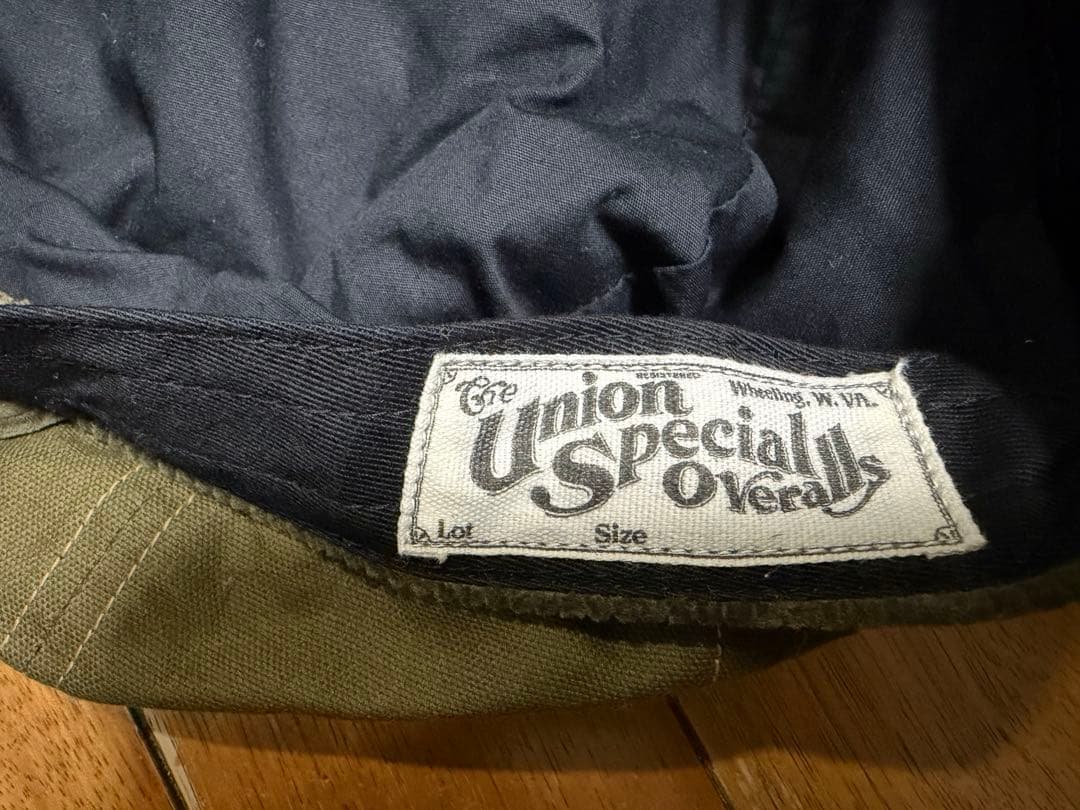 REGISTERED
Wheeling, W. VA.
The Union
Special
Overalls
Lot Size